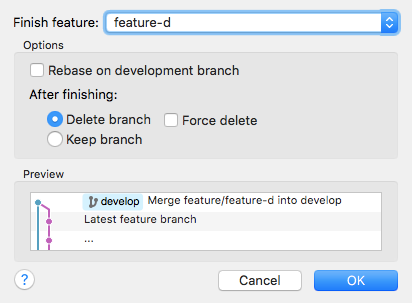 Finish feature: feature-d
Options
Rebase on development branch
After finishing:
Delete branch Force delete
Keep branch
Preview
develop Merge feature/feature-d into develop
Latest feature branch
...
? Cancel OK